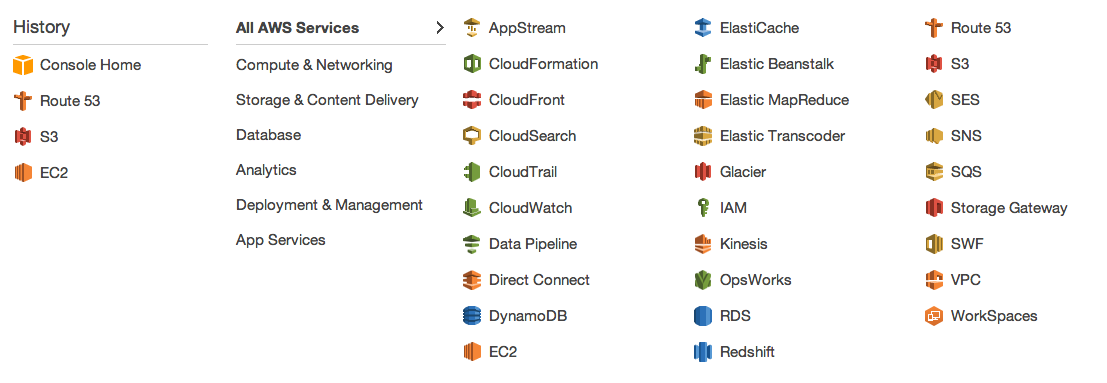 History
Console Home
Route 53
S3
EC2
All AWS Services
Compute & Networking
Storage & Content Delivery
Database
Analytics
Deployment & Management
App Services
AppStream
CloudFormation
CloudFront
CloudSearch
CloudTrail
CloudWatch
Data Pipeline
Direct Connect
DynamoDB
EC2
ElastiCache
Elastic Beanstalk
Elastic MapReduce
Elastic Transcoder
Glacier
IAM
Kinesis
OpsWorks
RDS
Redshift
Route 53
S3
SES
SNS
SQS
Storage Gateway
SWF
VPC
WorkSpaces